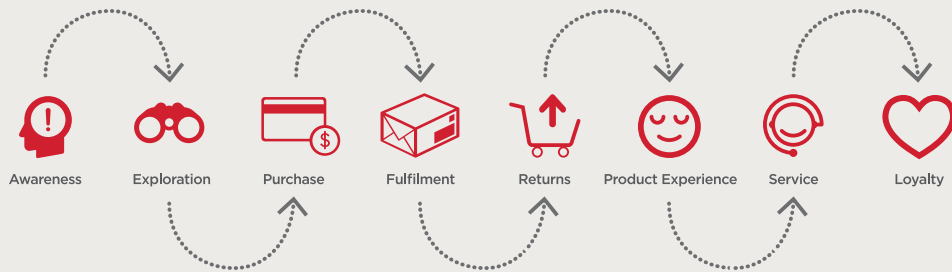 Awareness
Exploration
Purchase
Fulfilment
Returns
Product Experience
Service
Loyalty
!
$